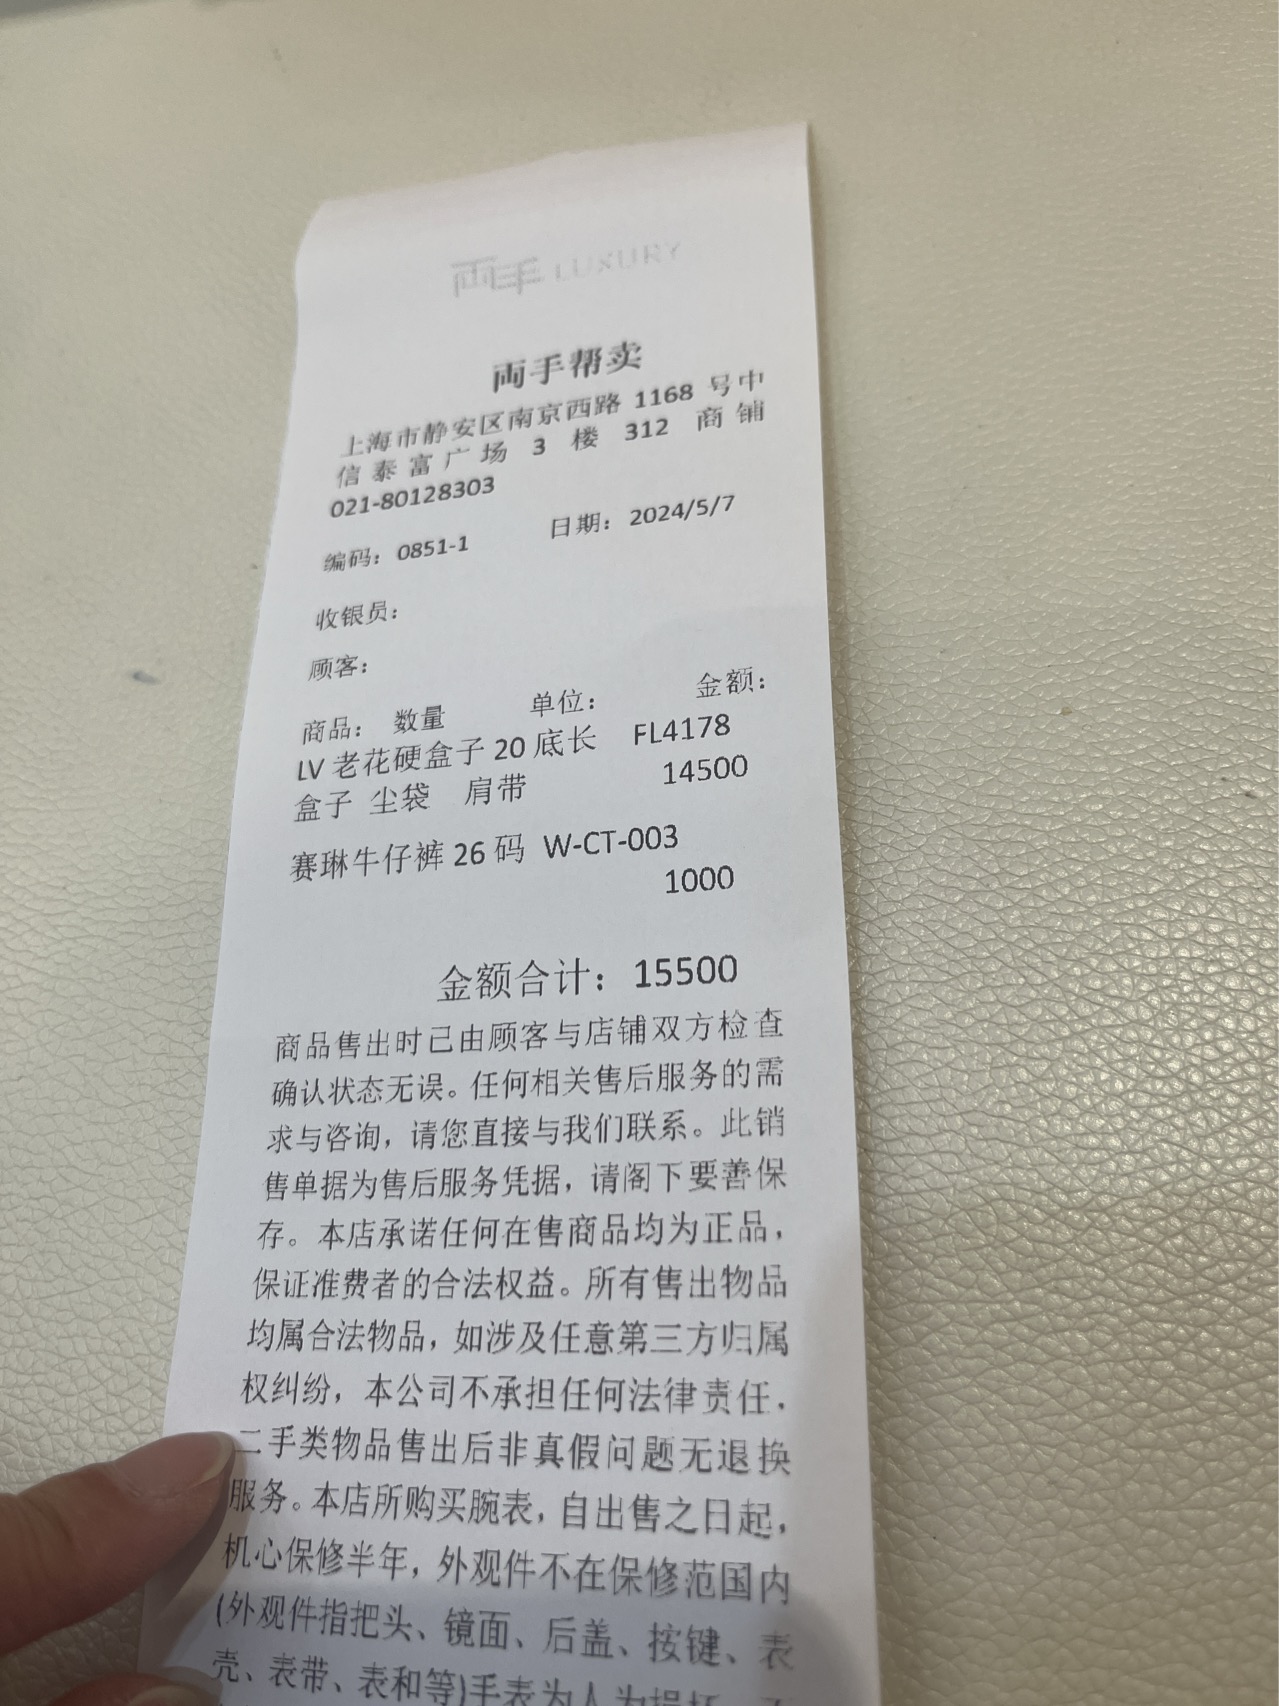 両手 LUXURY
両手帮卖
上海市静安区南京西路 1168 号中
信泰富广场 3 楼 312 商铺
021-80128303
编码：0851-1 日期：2024/5/7
收银员：
顾客：
商品： 数量 单位： 金额：
LV 老花硬盒子 20 底长 FL4178
盒子 尘袋 肩带 14500
赛琳牛仔裤 26 码 W-CT-003
1000
金额合计：15500
商品售出时已由顾客与店铺双方检查
确认状态无误。任何相关售后服务的需
求与咨询，请您直接与我们联系。此销
售单据为售后服务凭据，请阁下要善保
存。本店承诺任何在售商品均为正品，
保证准费者的合法权益。所有售出物品
均属合法物品，如涉及任意第三方归属
权纠纷，本公司不承担任何法律责任，
二手类物品售出后非真假问题无退换
服务。本店所购买腕表，自出售之日起，
机心保修半年，外观件不在保修范国内
(外观件指把头、镜面、后盖、按键、表
壳、表带、表和等)手表为人为损坏